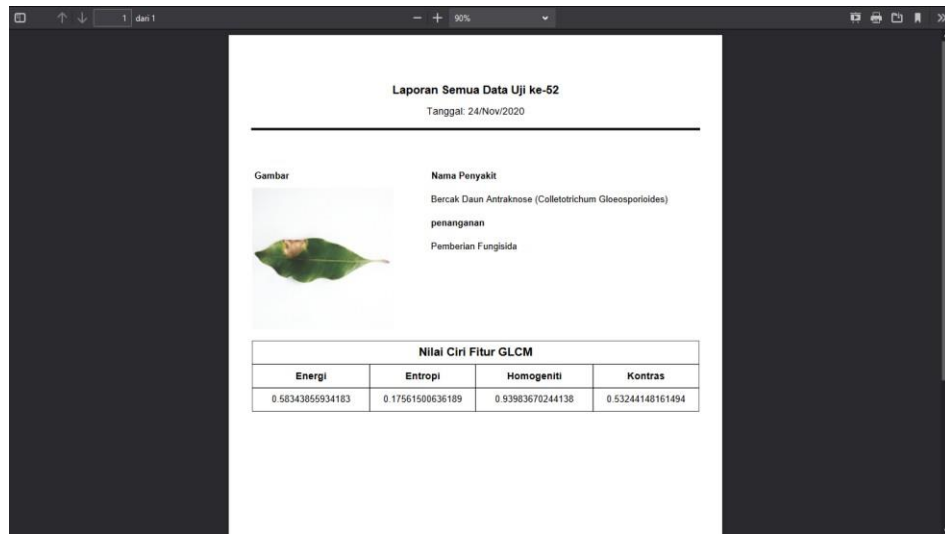 1 dari 1
90%
Laporan Semua Data Uji ke-52
Tanggal: 24/Nov/2020
Gambar
Nama Penyakit
Bercak Daun Antraknose (Colletotrichum Gloeosporioides)
penanganan
Pemberian Fungisida
Nilai Ciri Fitur GLCM
Energi Entropi Homogeniti Kontras
0.58343855934183 0.17561500636189 0.93983670244138 0.53244148161494